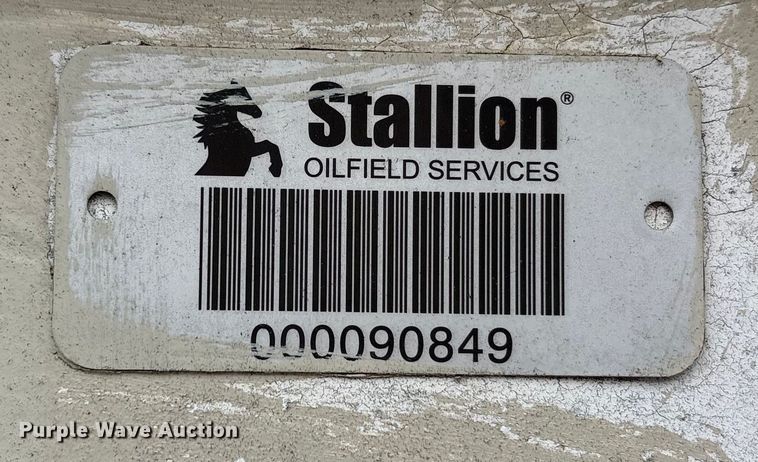 Stallion®
OILFIELD SERVICES
000090849
Purple Wave Auction